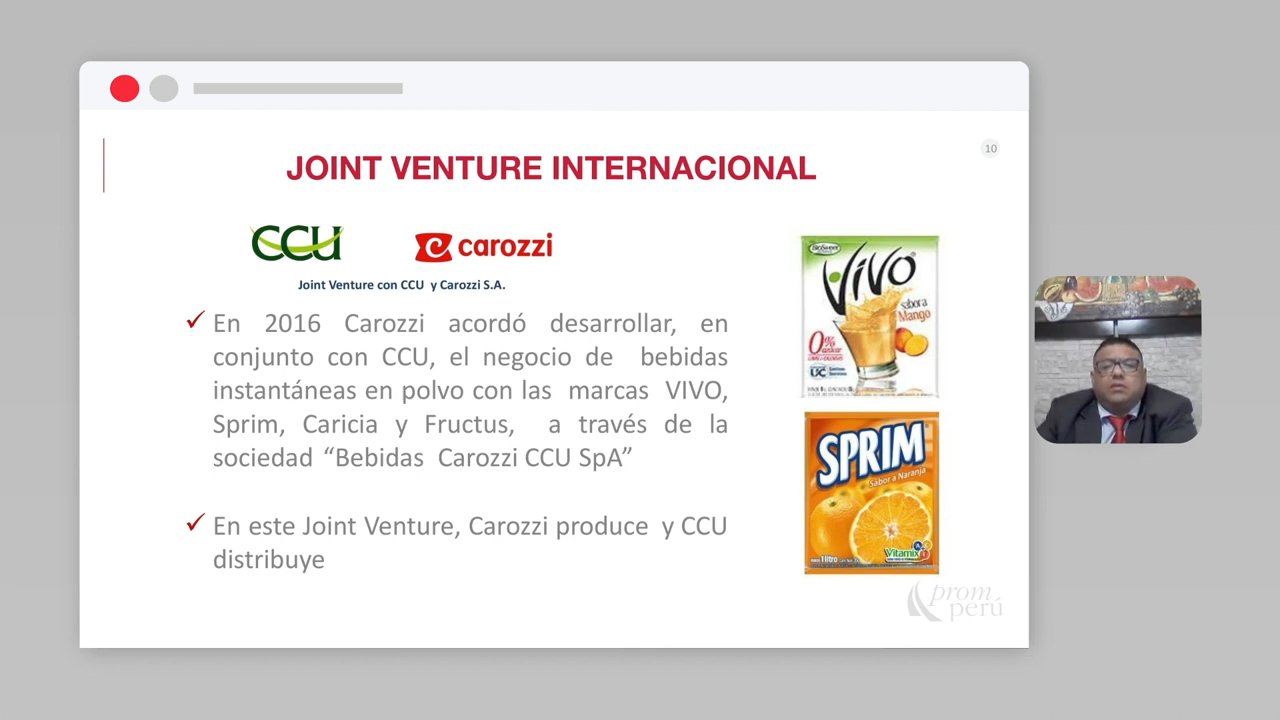 10
JOINT VENTURE INTERNACIONAL
CCU
carozzi
Joint Venture con CCU y Carozzi S.A.
En 2016 Carozzi acordó desarrollar, en
conjunto con CCU, el negocio de bebidas
instantáneas en polvo con las marcas VIVO,
Sprim, Caricia y Fructus, a través de la
sociedad “Bebidas Carozzi CCU SpA”
En este Joint Venture, Carozzi produce y CCU
distribuye
VIVO
sabor a
Mango
0%
UC
SPRIM
Sabor a Naranja
Vitamix
1 litro
prom
perú